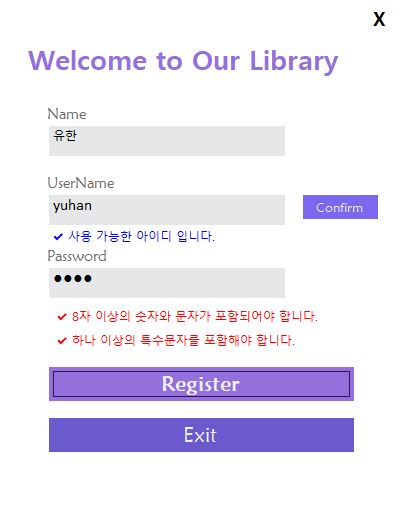 X
Welcome to Our Library
Name
유한
UserName
yuhan
Confirm
✔ 사용 가능한 아이디 입니다.
Password
●●●●
✔ 8자 이상의 숫자와 문자가 포함되어야 합니다.
✔ 하나 이상의 특수문자를 포함해야 합니다.
Register
Exit